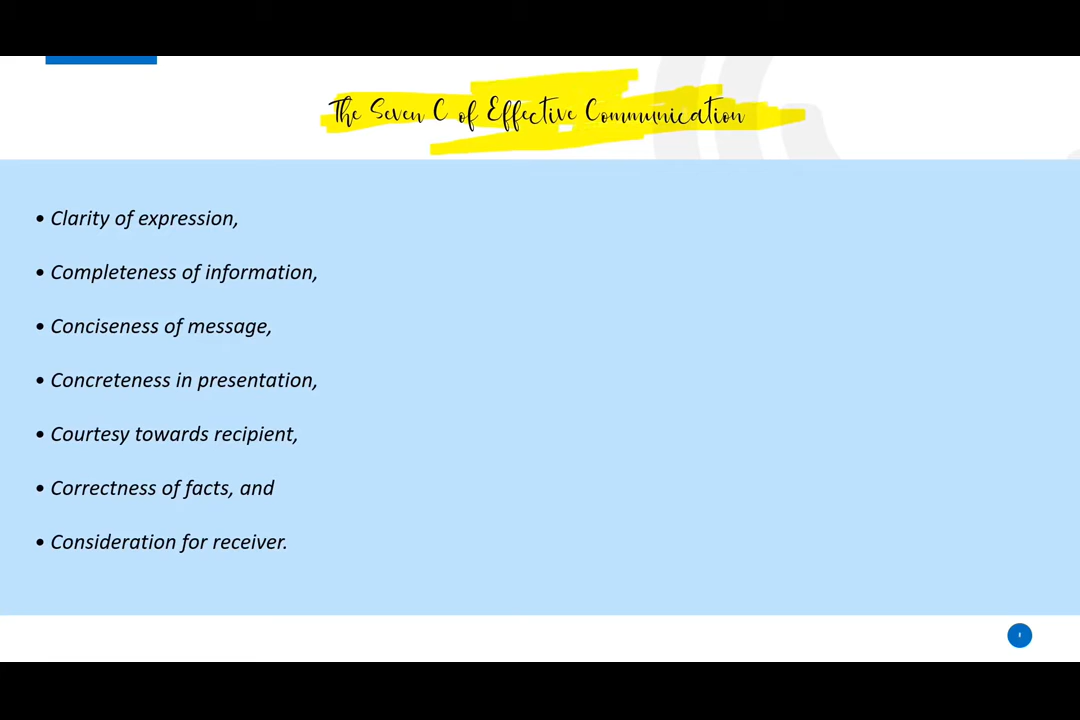 The Seven C of Effective Communication
• Clarity of expression,
• Completeness of information,
• Conciseness of message,
• Concreteness in presentation,
• Courtesy towards recipient,
• Correctness of facts, and
• Consideration for receiver.